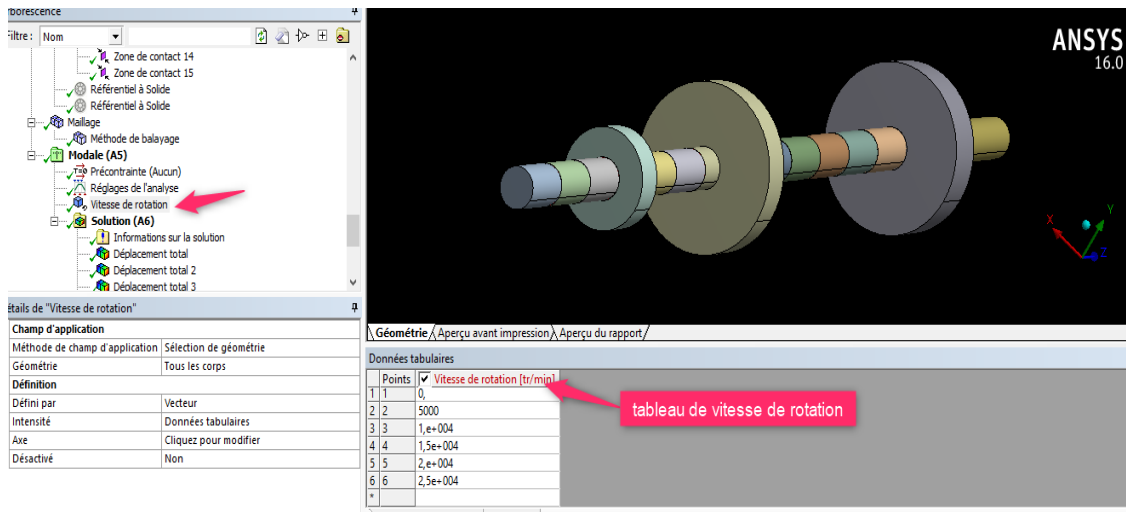 rborescence
Filtre : Nom
Zone de contact 14
Zone de contact 15
Référentiel à Solide
Référentiel à Solide
Maillage
Méthode de balayage
Modale (A5)
Précontrainte (Aucun)
Réglages de l'analyse
Vitesse de rotation
Solution (A6)
Informations sur la solution
Déplacement total
Déplacement total 2
Déplacement total 3
étails de "Vitesse de rotation"
Champ d'application
Méthode de champ d'application Sélection de géométrie
Géométrie Tous les corps
Définition
Défini par Vecteur
Intensité Données tabulaires
Axe Cliquez pour modifier
Désactivé Non
ANSYS
16.0
X Y Z
Géométrie Aperçu avant impression Aperçu du rapport
Données tabulaires
Points Vitesse de rotation [tr/min]
1 1 0,
2 2 5000
3 3 1,e+004
4 4 1,5e+004
5 5 2,e+004
6 6 2,5e+004
*
tableau de vitesse de rotation